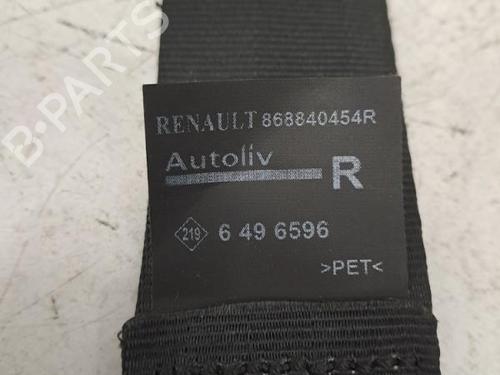 RENAULT 868840454R
Autoliv
R
219 6 49 6596
>PET<
B-PARTS